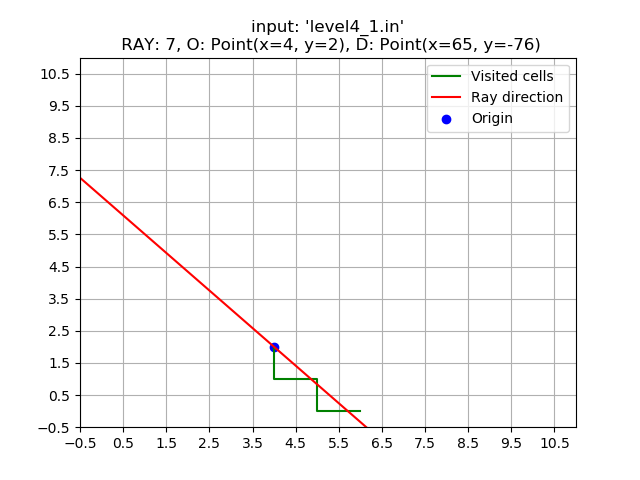 input: 'level4_1.in'
RAY: 7, O: Point(x=4, y=2), D: Point(x=65, y=-76)
Visited cells
Ray direction
Origin
10.5
9.5
8.5
7.5
6.5
5.5
4.5
3.5
2.5
1.5
0.5
−0.5
−0.5 0.5 1.5 2.5 3.5 4.5 5.5 6.5 7.5 8.5 9.5 10.5